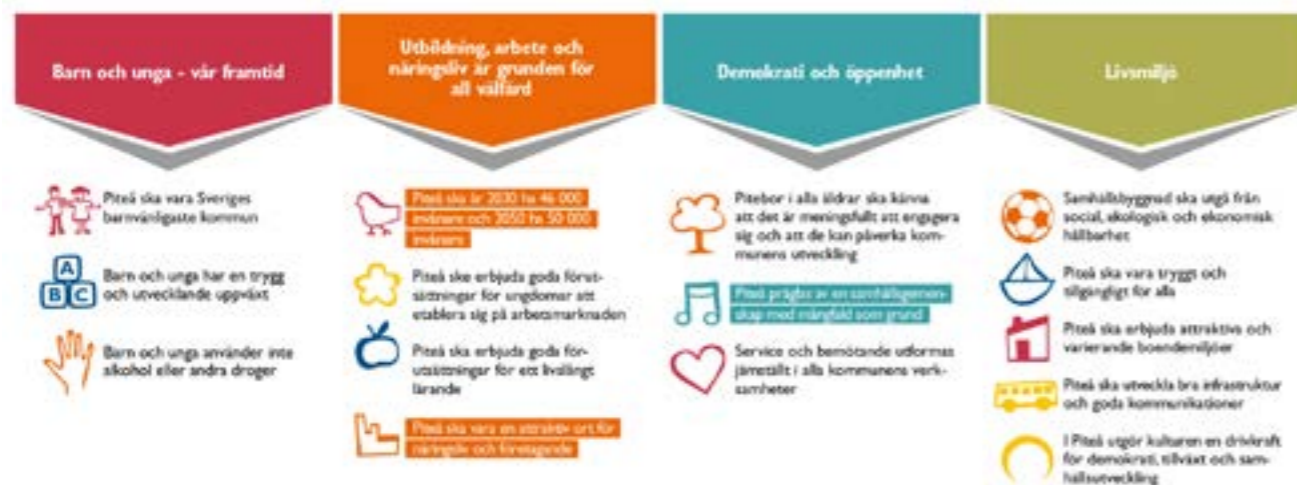 Barn och unga – vår framtid
Piteå ska vara Sveriges
barnvänligaste kommun
A
B C
Barn och unga har en trygg
och utvecklande uppväxt
Barn och unga använder inte
alkohol eller andra droger
Utbildning, arbete och
näringsliv är grunden för
all välfärd
Piteå ska år 2030 ha 46 000
invånare och 2050 ha 50 000
invånare
Piteå ske erbjuda goda förut-
sättningar för ungdomar att
etablera sig på arbetsmarknaden
Piteå ska erbjuda goda för-
utsättningar för ett livslångt
lärande
Piteå ska vara en attraktiv ort för
näringsliv och företagande
Demokrati och öppenhet
Pitebor i alla åldrar ska känna
att det är meningsfullt att engagera
sig och att de kan påverka kom-
munens utveckling
Piteå präglas av en samhällsgemen-
skap med mångfald som grund
Service och bemötande utformas
jämställt i alla kommunens verk-
samheter
Livsmiljö
Samhällsbyggnad ska utgå från
social, ekologisk och ekonomisk
hållbarhet
Piteå ska vara tryggt och
tillgängligt för alla
Piteå ska erbjuda attraktiva och
varierande boendemiljöer
Piteå ska utveckla bra infrastruktur
och goda kommunikationer
I Piteå utgör kulturen en drivkraft
för demokrati, tillväxt och sam-
hällsutveckling